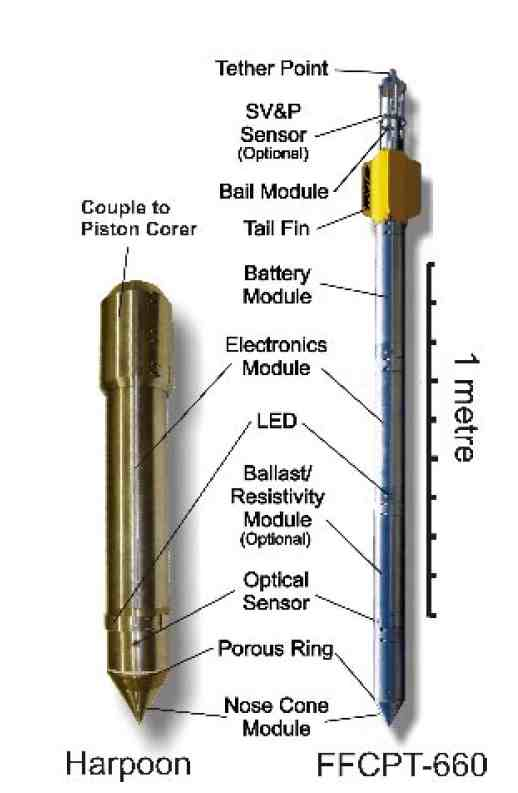 Tether Point
SV&P
Sensor
(Optional)
Bail Module
Tail Fin
Couple to
Piston Corer
Battery
Module
Electronics
Module
LED
Ballast/
Resistivity
Module
(Optional)
Optical
Sensor
Porous Ring
Nose Cone
Module
1 metre
Harpoon
FFCPT-660